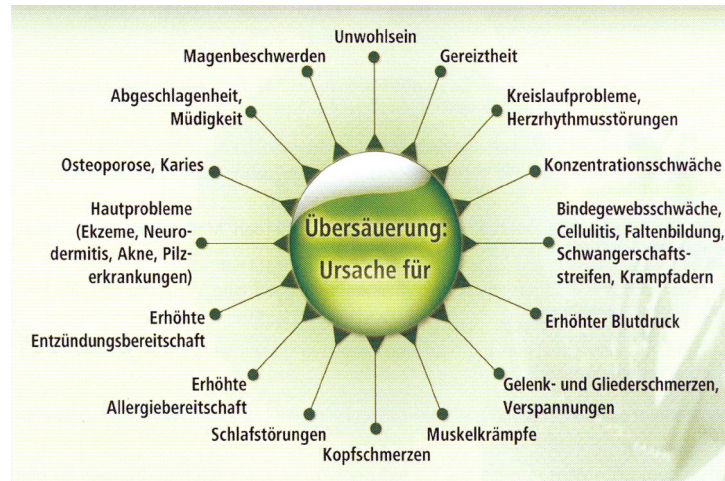 Übersäuerung:
Ursache für
Unwohlsein
Gereiztheit
Kreislaufprobleme,
Herzrhythmusstörungen
Konzentrationsschwäche
Bindegewebsschwäche,
Cellulitis, Faltenbildung,
Schwangerschafts-
streifen, Krampfadern
Erhöhter Blutdruck
Gelenk- und Gliederschmerzen,
Verspannungen
Muskelkrämpfe
Kopfschmerzen
Schlafstörungen
Erhöhte
Allergiebereitschaft
Erhöhte
Entzündungsbereitschaft
Hautprobleme
(Ekzeme, Neuro-
dermitis, Akne, Pilz-
erkrankungen)
Osteoporose, Karies
Abgeschlagenheit,
Müdigkeit
Magenbeschwerden